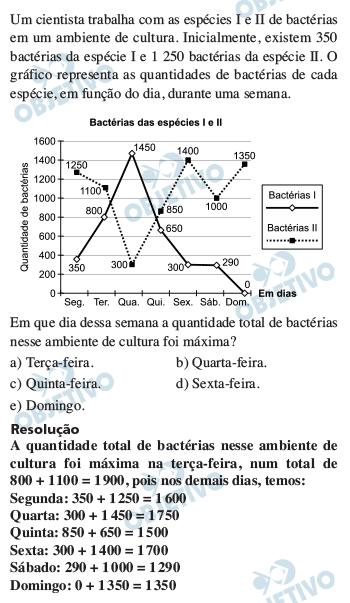 Um cientista trabalha com as espécies I e II de bactérias
em um ambiente de cultura. Inicialmente, existem 350
bactérias da espécie I e 1 250 bactérias da espécie II. O
gráfico representa as quantidades de bactérias de cada
espécie, em função do dia, durante uma semana.
Bactérias das espécies I e II
Quantidade de bactérias
1600
1400
1200
1000
800
600
400
200
0
1250
350
1100
800
1450
300
850
650
1400
300
1000
290
1350
0
Seg. Ter. Qua. Qui. Sex. Sáb. Dom.
Em dias
Bactérias I
Bactérias II
Em que dia dessa semana a quantidade total de bactérias
nesse ambiente de cultura foi máxima?
a) Terça-feira. b) Quarta-feira.
c) Quinta-feira. d) Sexta-feira.
e) Domingo.
Resolução
A quantidade total de bactérias nesse ambiente de
cultura foi máxima na terça-feira, num total de
800 + 1100 = 1900, pois nos demais dias, temos:
Segunda: 350 + 1250 = 1600
Quarta: 300 + 1450 = 1750
Quinta: 850 + 650 = 1500
Sexta: 300 + 1400 = 1700
Sábado: 290 + 1000 = 1290
Domingo: 0 + 1350 = 1350
OBJETIVO
OBJETIVO
OBJETIVO
OBJETIVO
OBJETIVO
OBJETIVO